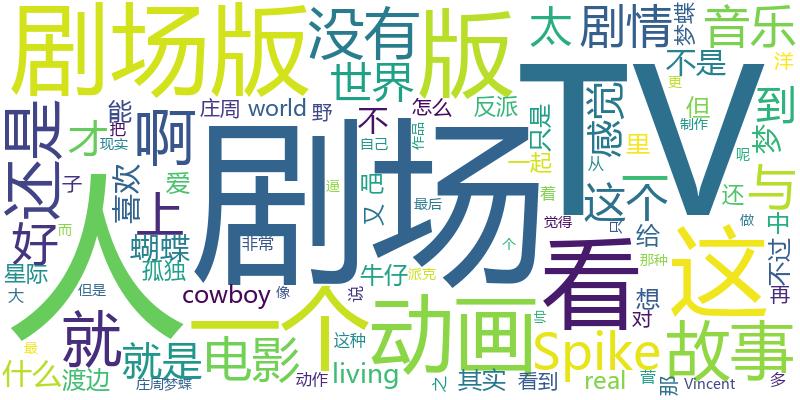 剧场版
没有
版
太
剧情
梦蝶
音乐
TV
世界
不是
洋
还是
啊
才
能
庄周
world
野
怎么
反派
但
更
到
把
现实
剧场
不
自己
作品
只是
感觉
制作
梦
好
子
喜欢
爱
吧
一起
里
从
呢
人
上
又
逼
着
这个
还
与
而
蝴蝶
非常
最后
看
觉得
只
做
中
星际
孤独
牛仔
个
给
这
不过
大
但是
cowboy
像
说
派克
那种
想
对
再
就
一个
动画
帅
最
就是
电影
这种
Spike
故事
什么
渡边
庄周梦蝶
动作
living
之
其实
看到
real
菅
那
Vincent
多